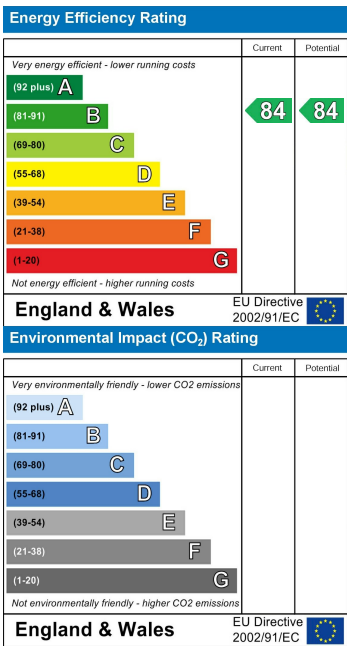 Energy Efficiency Rating
Current Potential
Very energy efficient - lower running costs
(92 plus) A
(81-91) B 84 84
(69-80) C
(55-68) D
(39-54) E
(21-38) F
(1-20) G
Not energy efficient - higher running costs
England & Wales EU Directive 2002/91/EC
Environmental Impact (CO₂) Rating
Current Potential
Very environmentally friendly - lower CO2 emissions
(92 plus) A
(81-91) B
(69-80) C
(55-68) D
(39-54) E
(21-38) F
(1-20) G
Not environmentally friendly - higher CO2 emissions
England & Wales EU Directive 2002/91/EC